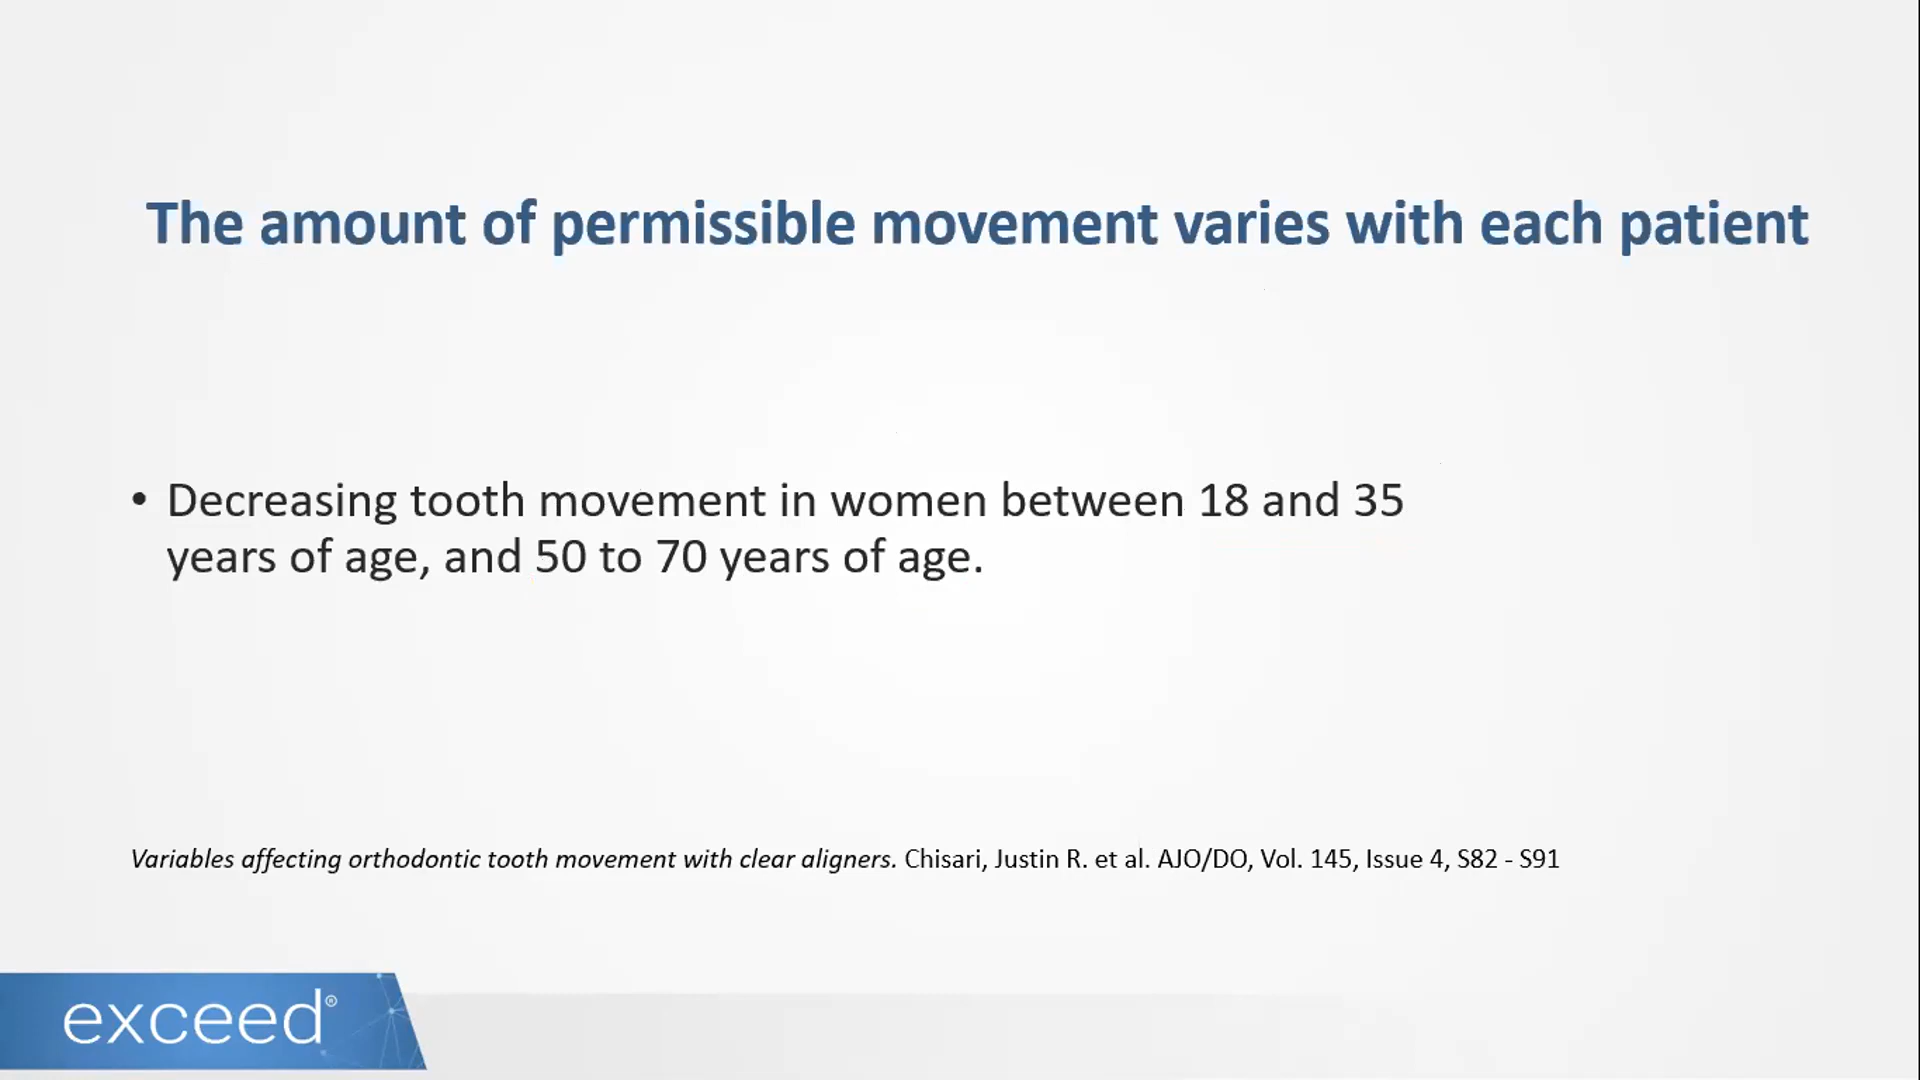 The amount of permissible movement varies with each patient
• Decreasing tooth movement in women between 18 and 35
years of age, and 50 to 70 years of age.
Variables affecting orthodontic tooth movement with clear aligners. Chisari, Justin R. et al. AJO/DO, Vol. 145, Issue 4, S82 - S91
exceed®